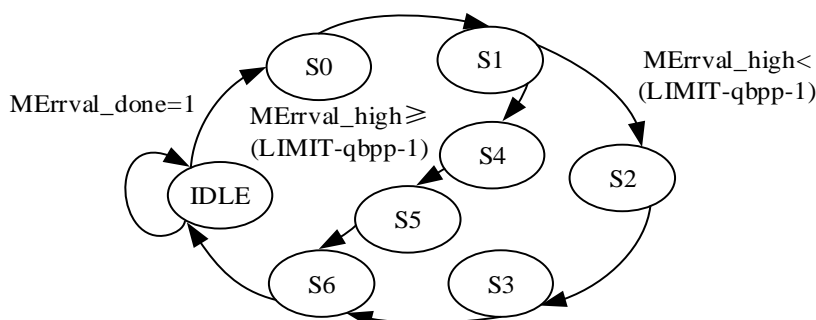 S0
S1
MErrval_high<
(LIMIT-qbpp-1)
MErrval_done=1
MErrval_high≥
(LIMIT-qbpp-1)
S4
S2
IDLE
S5
S6
S3